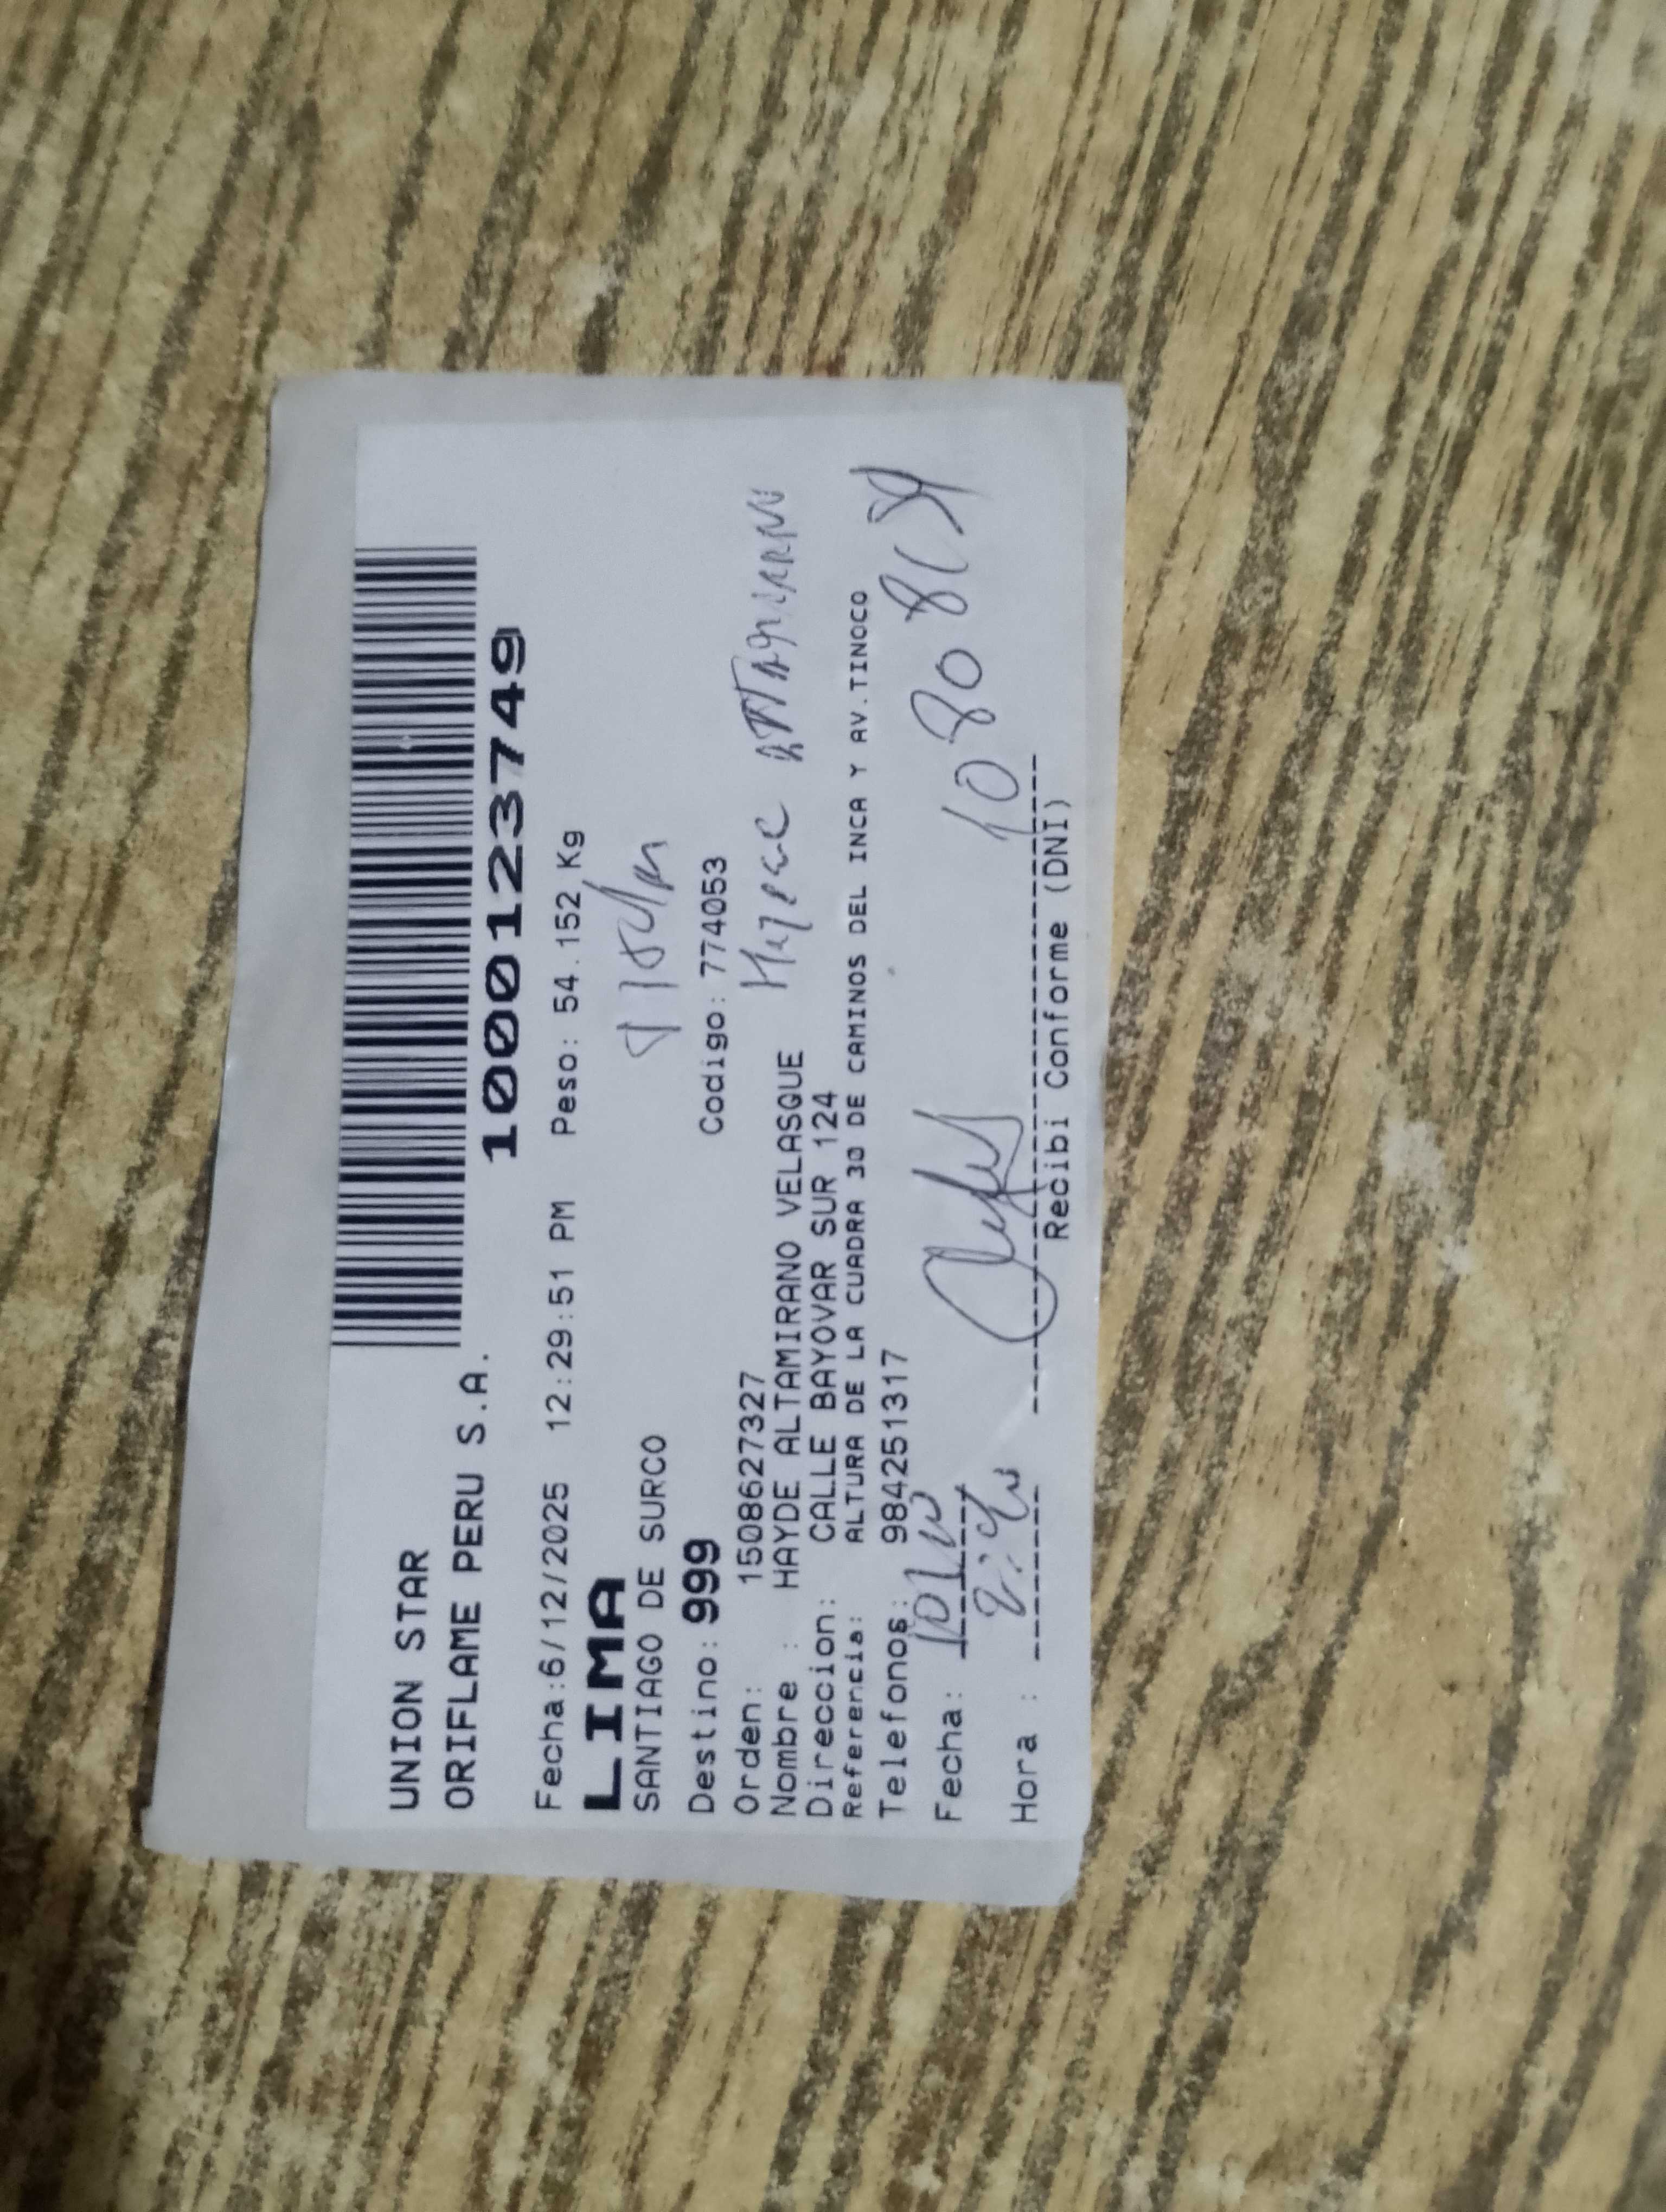 UNION STAR
ORIFLAME PERU S.A.
1000123749
Fecha:6/12/2025 12:29:51 PM Peso: 54.152 Kg
LIMA
SANTIAGO DE SURCO
Destino: 999 Codigo: 774053
Orden: 1508627327
Nombre : HAYDE ALTAMIRANO VELASQUE
Direccion: CALLE BAYOVAR SUR 124
Referencia: ALTURA DE LA CUADRA 30 DE CAMINOS DEL INCA Y AV.TINOCO
Telefonos: 984251317
Fecha:
Hora :
Recibi Conforme (DNI)